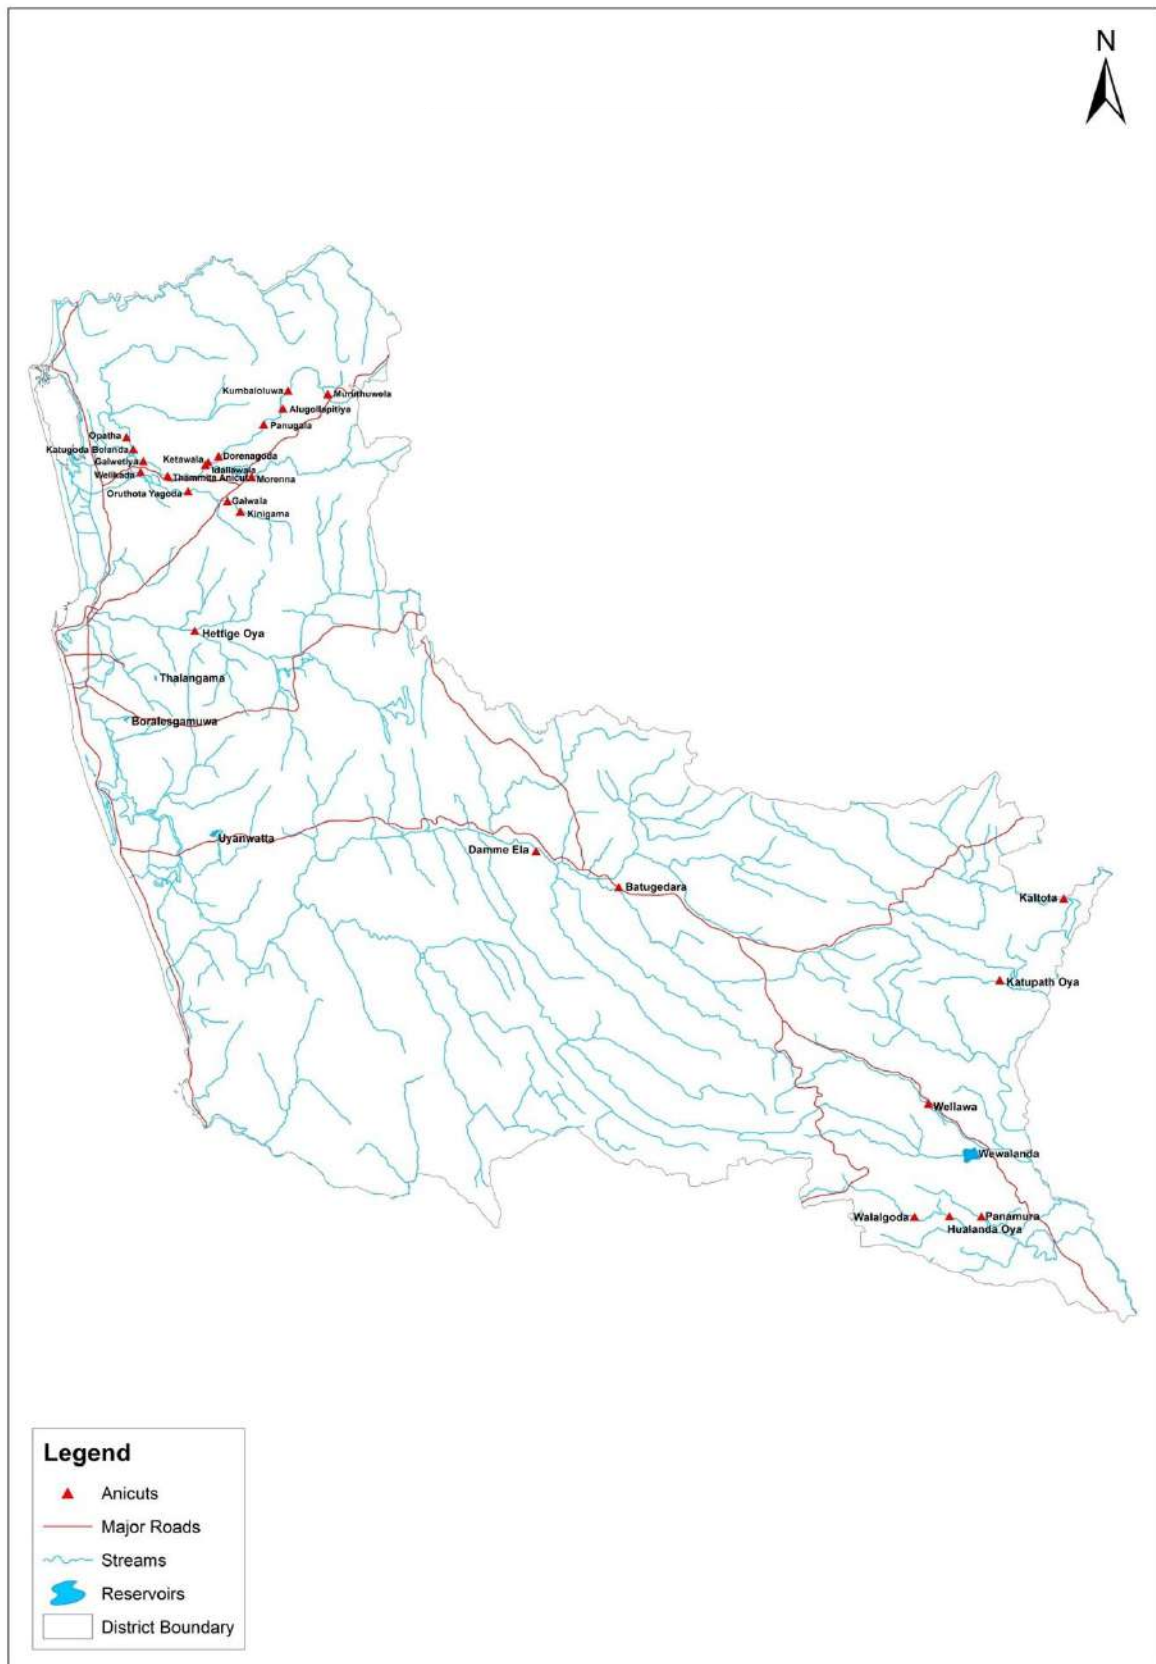 N
Kumbaloluwa
Muruthuwela
Alugollapitiya
Panugala
Opatha
Katugoda Bolanda
Dorenagoda
Ketawala
Galwetiya
Idallawala
Welikada
Thammita Anicut
Morenna
Oruthota Yagoda
Galwala
Kinigama
Hettige Oya
Thalangama
Boralesgamuwa
Uyanwatta
Damme Ela
Batugedara
Kaltota
Katupath Oya
Wellawa
Wewalanda
Walalgoda
Panamura
Hualanda Oya
Legend
Anicuts
Major Roads
Streams
Reservoirs
District Boundary